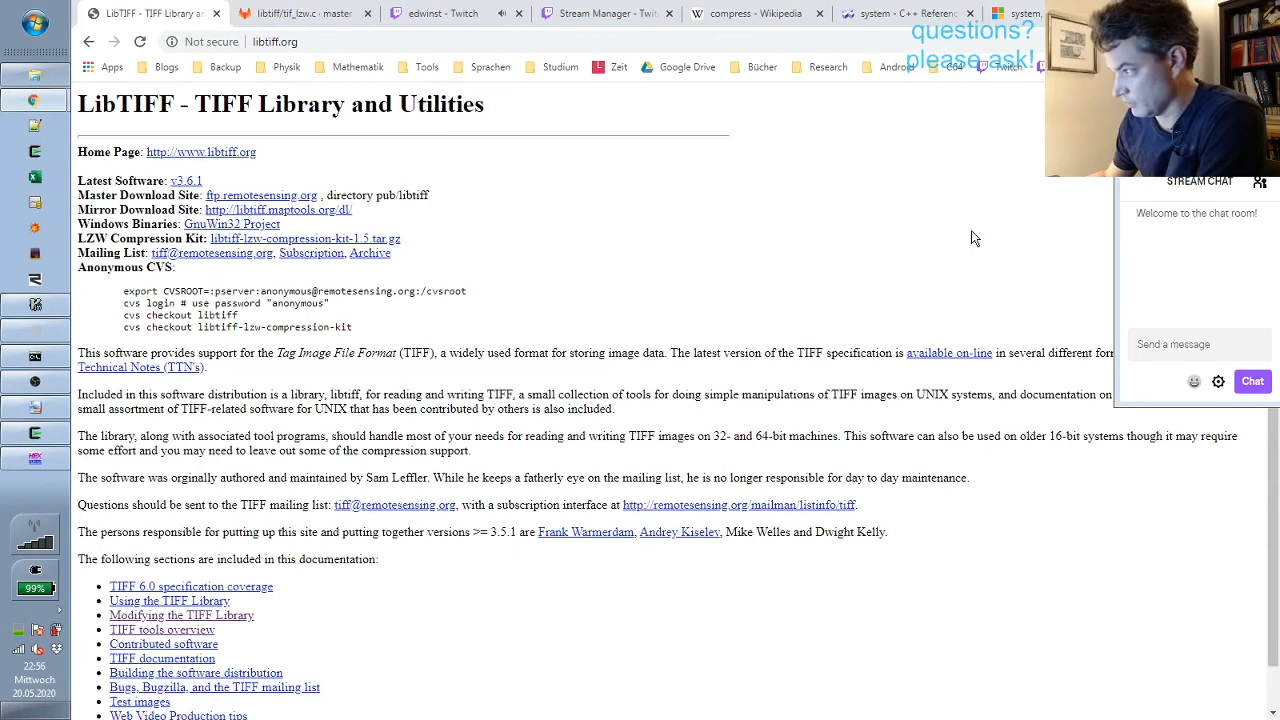 LibTIFF - TIFF Library an
libtiff/tif_lzw.c · master
edwinst - Twitch
Stream Manager - Twitc
compress - Wikipedia
system - C++ Referenc
system,
Not secure
libtiff.org
questions?
please ask!
Apps
Blogs
Math
Tools
Sprachen
Studium
Zeit
Google Drive
Bücher
Research
Android
C64
Twitch
LibTIFF - TIFF Library and Utilities
Home Page: http://www.libtiff.org
Latest Software: v3.6.1
Master Download Site: ftp.remotesensing.org , directory pub/libtiff
Mirror Download Site: http://libtiff.maptools.org/dl/
Windows Binaries: GnuWin32 Project
LZW Compression Kit: libtiff-lzw-compression-kit-1.5.tar.gz
Mailing List: tiff@remotesensing.org, Subscription, Archive
Anonymous CVS:
export CVSROOT=:pserver:anonymous@remotesensing.org:/cvsroot
cvs login # use password "anonymous"
cvs checkout libtiff
cvs checkout libtiff-lzw-compression-kit
This software provides support for the Tag Image File Format (TIFF), a widely used format for storing image data. The latest version of the TIFF specification is available on-line in several different for
Technical Notes (TTN's).
Included in this software distribution is a library, libtiff, for reading and writing TIFF, a small collection of tools for doing simple manipulations of TIFF images on UNIX systems, and documentation on
small assortment of TIFF-related software for UNIX that has been contributed by others is also included.
The library, along with associated tool programs, should handle most of your needs for reading and writing TIFF images on 32- and 64-bit machines. This software can also be used on older 16-bit systems though it may require
some effort and you may need to leave out some of the compression support.
The software was orginally authored and maintained by Sam Leffler. While he keeps a fatherly eye on the mailing list, he is no longer responsible for day to day maintenance.
Questions should be sent to the TIFF mailing list: tiff@remotesensing.org, with a subscription interface at http://remotesensing.org/mailman/listinfo/tiff.
The persons responsible for putting up this site and putting together versions >= 3.5.1 are Frank Warmerdam, Andrey Kiselev, Mike Welles and Dwight Kelly.
The following sections are included in this documentation:
• TIFF 6.0 specification coverage
• Using the TIFF Library
• Modifying the TIFF Library
• TIFF tools overview
• Contributed software
• TIFF documentation
• Building the software distribution
• Bugs, Bugzilla, and the TIFF mailing list
• Test images
• Web Video Production tips
STREAM CHAT
Welcome to the chat room!
Send a message
Chat
HEX
99%
22:56
Mittwoch
20.05.2020